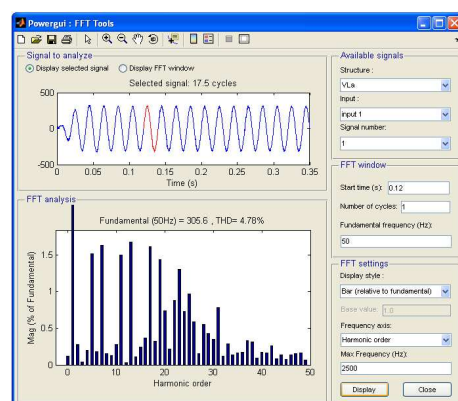 Powergui : FFT Tools
Signal to analyze
Display selected signal
Display FFT window
Selected signal: 17.5 cycles
500
0
-500
0 0.05 0.1 0.15 0.2 0.25 0.3 0.35
Time (s)
FFT analysis
Fundamental (50Hz) = 305.6 , THD= 4.78%
Mag (% of Fundamental)
1.5
1
0.5
0
0 10 20 30 40 50
Harmonic order
Available signals
Structure :
VLa
Input :
input 1
Signal number:
1
FFT window
Start time (s): 0.12
Number of cycles: 1
Fundamental frequency (Hz):
50
FFT settings
Display style :
Bar (relative to fundamental)
Base value: 1.0
Frequency axis:
Harmonic order
Max Frequency (Hz):
2500
Display
Close